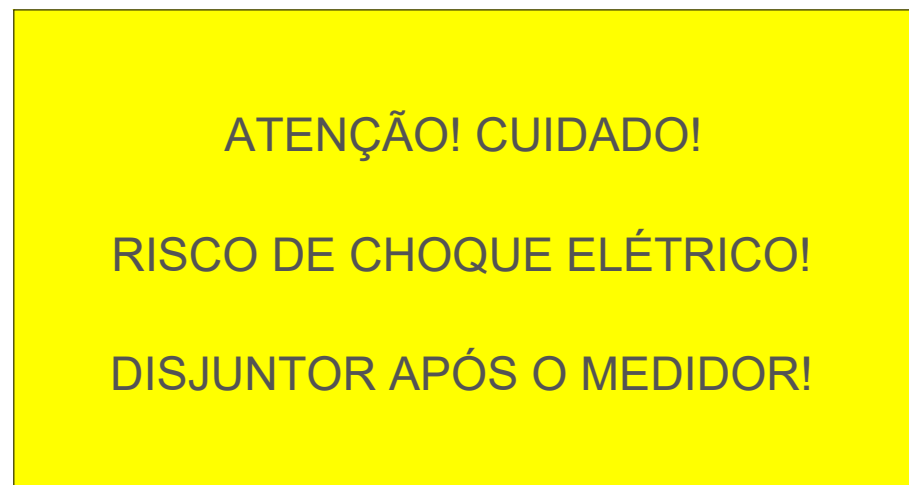 ATENÇÃO! CUIDADO!
RISCO DE CHOQUE ELÉTRICO!
DISJUNTOR APÓS O MEDIDOR!